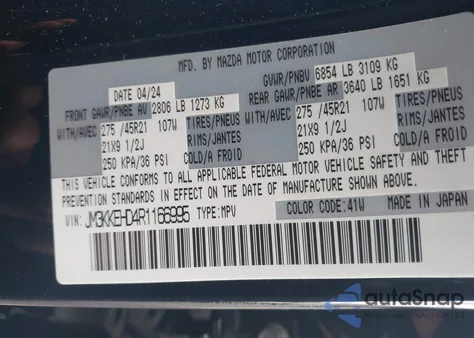 MFD. BY MAZDA MOTOR CORPORATION
DATE 04/24 GVWR/PNBV 6854 LB 3109 KG
FRONT GAWR/PNBE AV 2806 LB 1273 KG REAR GAWR/PNBE AR 3640 LB 1651 KG
WITH/AVEC 275 /45R21 107W TIRES/PNEUS WITH/AVEC 275 /45R21 107W TIRES/PNEUS
21X9 1/2J RIMS/JANTES 21X9 1/2J RIMS/JANTES
250 KPA/36 PSI COLD/A FROID 250 KPA/36 PSI COLD/A FROID
THIS VEHICLE CONFORMS TO ALL APPLICABLE FEDERAL MOTOR VEHICLE SAFETY AND THEFT
PREVENTION STANDARDS IN EFFECT ON THE DATE OF MANUFACTURE SHOWN ABOVE.
VIN: JM3KKEHD4R1166995 TYPE:MPV COLOR CODE:41W MADE IN JAPAN
autoSnap